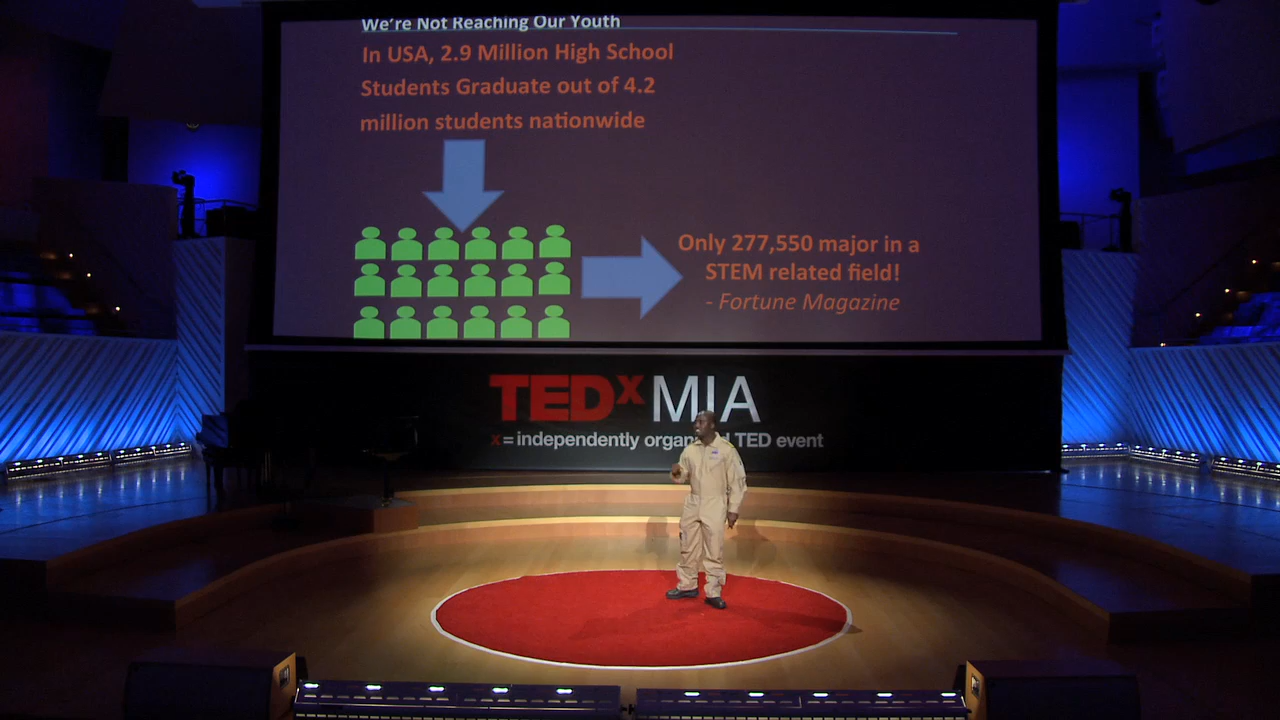 We're Not Reaching Our Youth
In USA, 2.9 Million High School
Students Graduate out of 4.2
million students nationwide
Only 277,550 major in a
STEM related field!
- Fortune Magazine
TEDx MIA
x = independently organized TED event